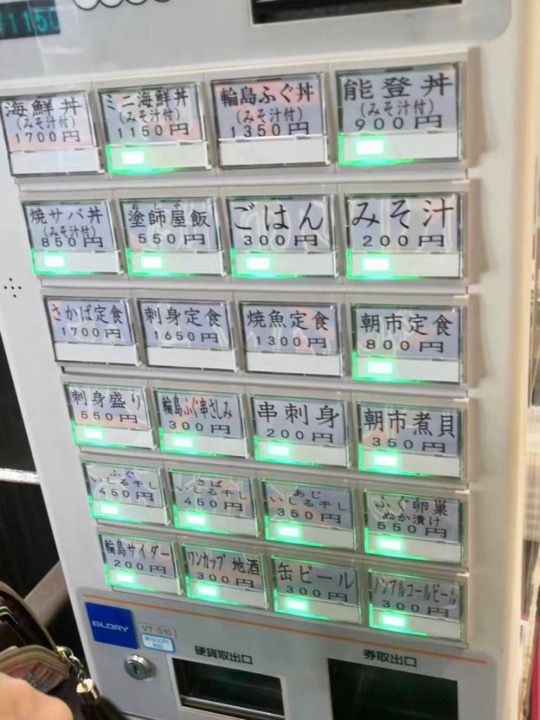 ¥1150
海鮮丼
(みそ汁付)
1700円
ミニ海鮮丼
(みそ汁付)
1150円
輪島ふぐ丼
(みそ汁付)
1350円
能登丼
(みそ汁付)
900円
焼サバ丼
(みそ汁付)
850円
ぬしや
塗師屋飯
550円
ごはん
300円
みそ汁
200円
さかば定食
1700円
刺身定食
1650円
焼魚定食
1300円
朝市定食
800円
刺身盛り
550円
輪島ふぐ串さしみ
300円
串刺身
200円
朝市煮貝
350円
ふぐ
いしる干し
450円
さば
いしる干し
450円
あじ
いしる干し
350円
ふぐ卵巣
ぬか漬け
550円
輪島サイダー
200円
ワンカップ 地酒
300円
缶ビール
300円
ノンアルコールビール
300円
GLORY
VT-S10
硬貨取出口
券取出口